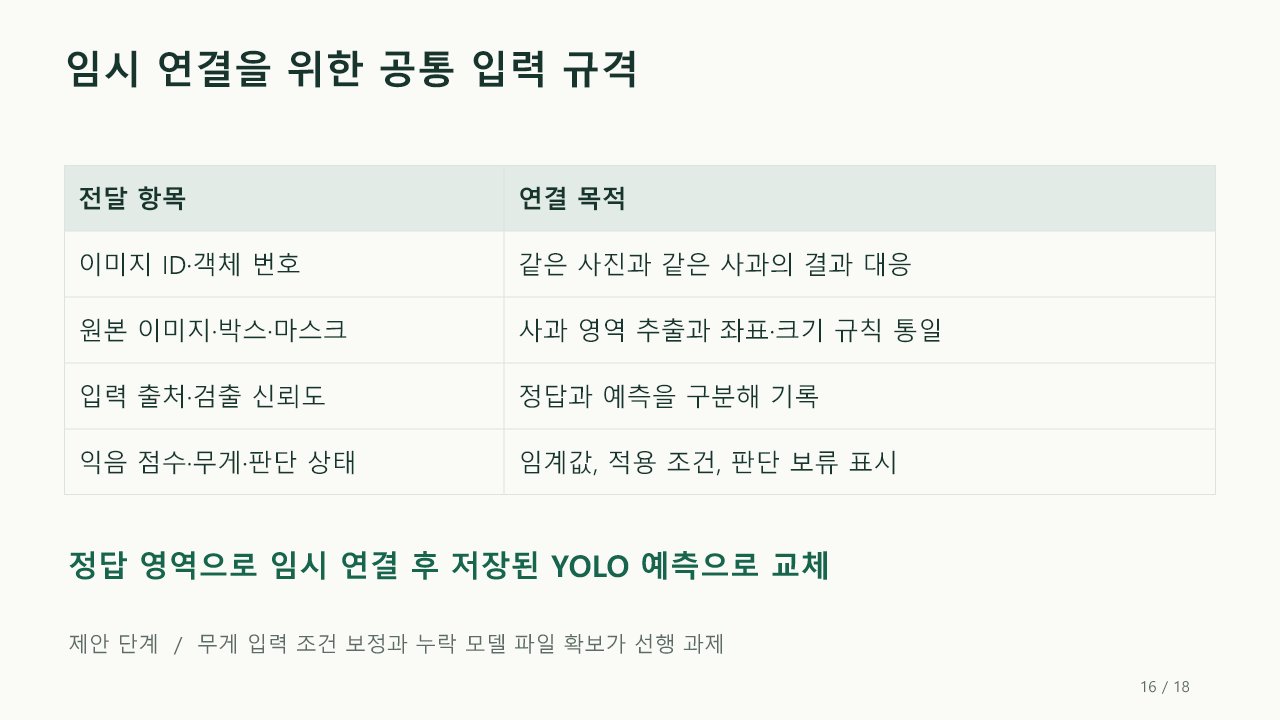 임시 연결을 위한 공통 입력 규격
전달 항목
연결 목적
이미지 ID·객체 번호
같은 사진과 같은 사과의 결과 대응
원본 이미지·박스·마스크
사과 영역 추출과 좌표·크기 규칙 통일
입력 출처·검출 신뢰도
정답과 예측을 구분해 기록
익음 점수·무게·판단 상태
임계값, 적용 조건, 판단 보류 표시
정답 영역으로 임시 연결 후 저장된 YOLO 예측으로 교체
제안 단계 / 무게 입력 조건 보정과 누락 모델 파일 확보가 선행 과제
16 / 18